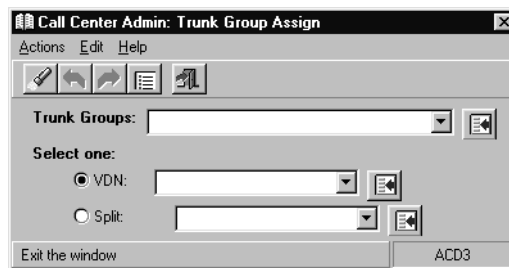 Call Center Admin: Trunk Group Assign
Actions Edit Help
Trunk Groups:
Select one:
VDN:
Split:
Exit the window ACD3